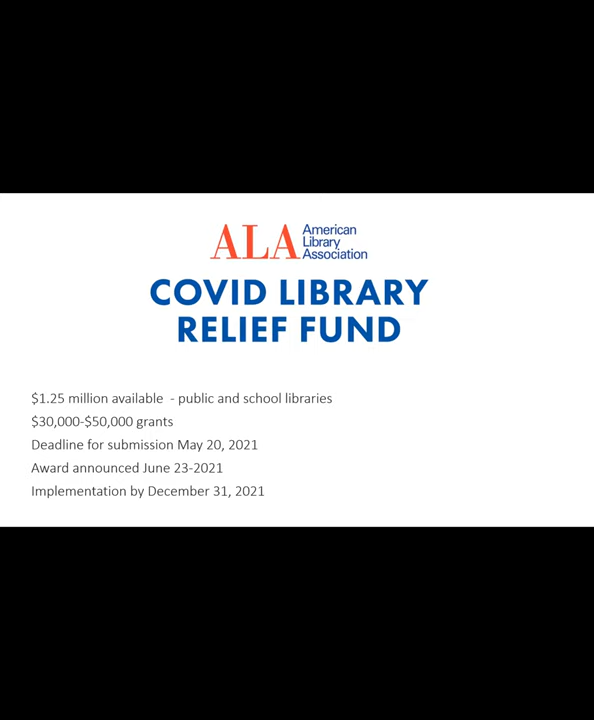 ALA American
Library
Association
COVID LIBRARY
RELIEF FUND
$1.25 million available  - public and school libraries
$30,000-$50,000 grants
Deadline for submission May 20, 2021
Award announced June 23-2021
Implementation by December 31, 2021